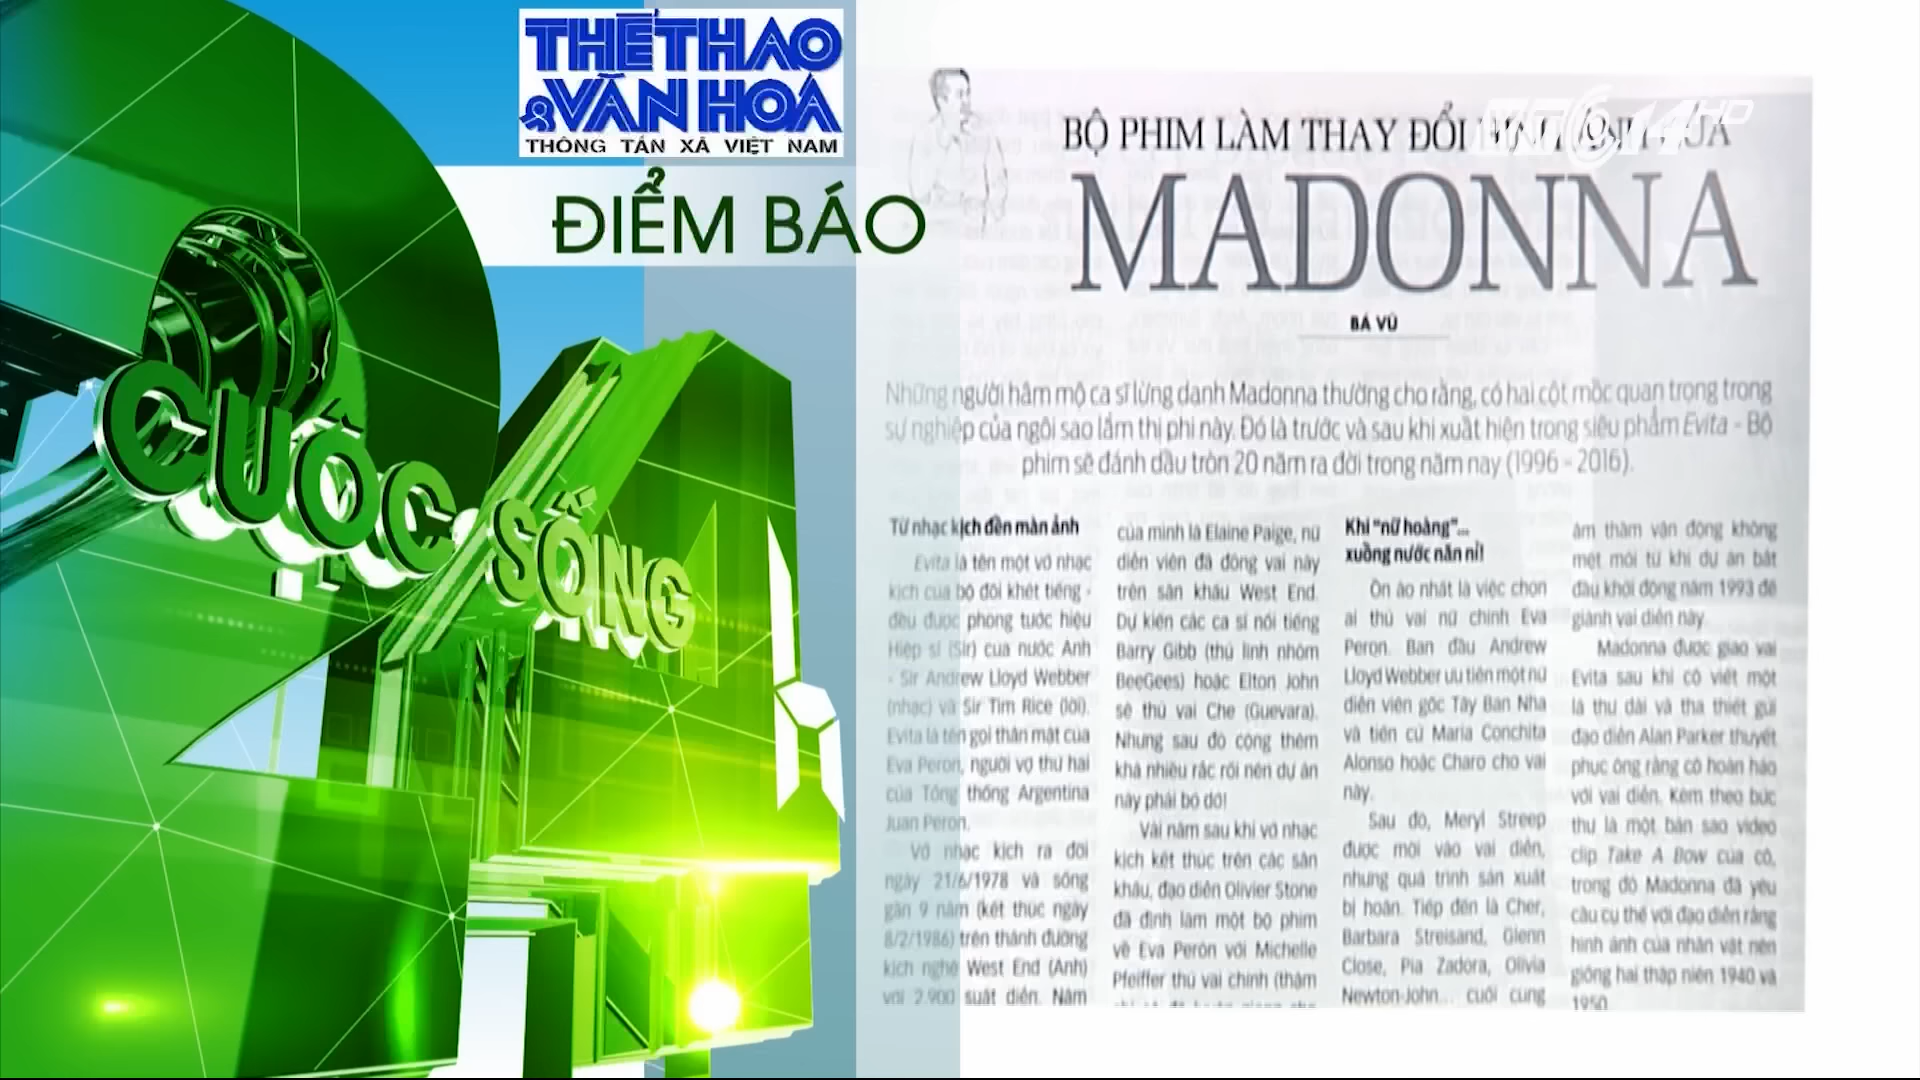 THỂ THAO
& VĂN HOÁ
THÔNG TẤN XÃ VIỆT NAM
ĐIỂM BÁO
CUỘC SỐNG
24
BỘ PHIM LÀM THAY ĐỔI CỦA
MADONNA
BÁ VŨ
Những người hâm mộ ca sĩ lừng danh Madonna thường cho rằng, có hai cột mốc quan trọng trong
sự nghiệp của ngôi sao lắm thị phi này. Đó là trước và sau khi xuất hiện trong siêu phẩm Evita - Bộ
phim sẽ đánh dấu tròn 20 năm ra đời trong năm nay (1996 - 2016).
Từ nhạc kịch đến màn ảnh
Evita là tên một vở nhạc
kịch của bộ đôi khét tiếng -
đều được phong tước hiệu
Hiệp sĩ (Sir) của nước Anh
- Sir Andrew Lloyd Webber
(nhạc) và Sir Tim Rice (lời).
Evita là tên gọi thân mật của
Eva Peron, người vợ thứ hai
của Tổng thống Argentina
Juan Peron.
Vở nhạc kịch ra đời
ngày 21/6/1978 và sống
gần 9 năm (kết thúc ngày
8/2/1986) trên thánh đường
kịch nghệ West End (Anh)
với 2.900 suất diễn. Năm
của mình là Elaine Paige, nữ
diễn viên đã đóng vai này
trên sân khấu West End.
Dự kiến các ca sĩ nổi tiếng
Barry Gibb (thủ lĩnh nhóm
BeeGees) hoặc Elton John
sẽ thủ vai Che (Guevara).
Nhưng sau đó cộng thêm
khá nhiều rắc rối nên dự án
này phải bỏ dở!
Vài năm sau khi vở nhạc
kịch kết thúc trên các sân
khấu, đạo diễn Olivier Stone
đã định làm một bộ phim
về Eva Perón với Michelle
Pfeiffer thủ vai chính (thậm
Khi "nữ hoàng"...
xuống nước năn nỉ!
Ồn ào nhất là việc chọn
ai thủ vai nữ chính Eva
Peron. Ban đầu Andrew
Lloyd Webber ưu tiên một nữ
diễn viên gốc Tây Ban Nha
và tiến cử Maria Conchita
Alonso hoặc Charo cho vai
này.
Sau đó, Meryl Streep
được mời vào vai diễn,
nhưng quá trình sản xuất
bị hoãn. Tiếp đến là Cher,
Barbara Streisand, Glenn
Close, Pia Zadora, Olivia
Newton-John... cuối cùng
âm thầm vận động không
mệt mỏi từ khi dự án bắt
đầu khởi động năm 1993 để
giành vai diễn này.
Madonna được giao vai
Evita sau khi cô viết một
lá thư dài và tha thiết gửi
đạo diễn Alan Parker thuyết
phục ông rằng cô hoàn hảo
với vai diễn. Kèm theo bức
thư là một bản sao video
clip Take A Bow của cô,
trong đó Madonna đã yêu
cầu cụ thể với đạo diễn rằng
hình ảnh của nhân vật nên
giống hai thập niên 1940 và
1950.